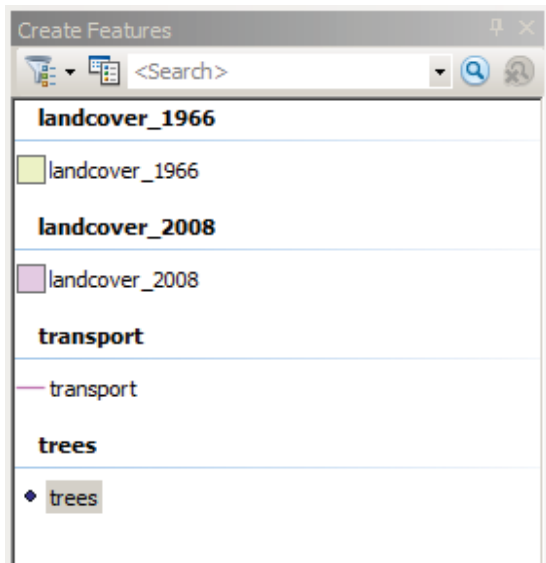 Create Features
<Search>
landcover_1966
landcover_1966
landcover_2008
landcover_2008
transport
transport
trees
trees